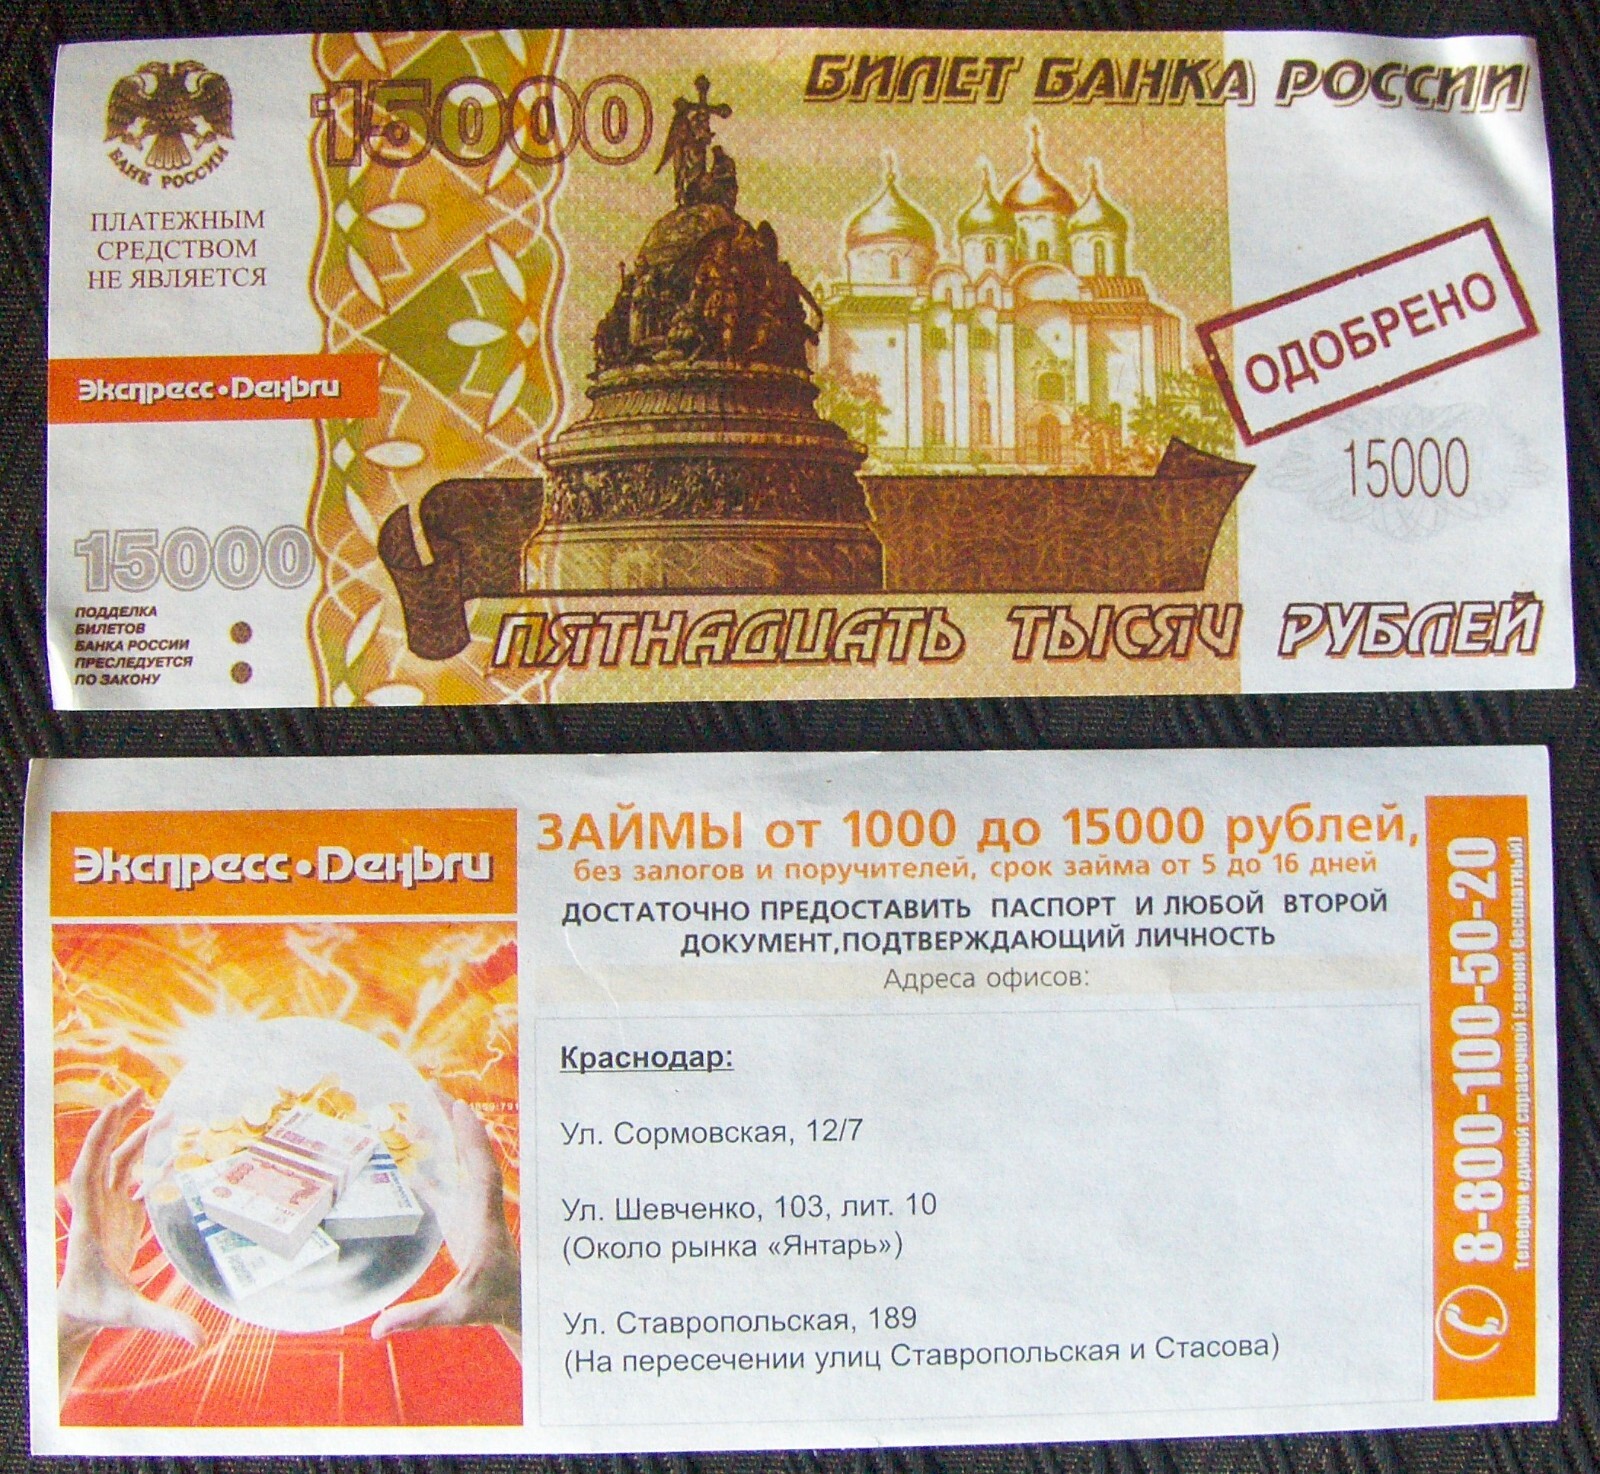 БИЛЕТ БАНКА РОССИИ
15000
БАНК РОССИИ
ПЛАТЕЖНЫМ
СРЕДСТВОМ
НЕ ЯВЛЯЕТСЯ
Экспресс•Деньги
ОДОБРЕНО
15000
15000
ПОДДЕЛКА
БИЛЕТОВ
БАНКА РОССИИ
ПРЕСЛЕДУЕТСЯ
ПО ЗАКОНУ
ПЯТНАДЦАТЬ ТЫСЯЧ РУБЛЕЙ
Экспресс•Деньги
ЗАЙМЫ от 1000 до 15000 рублей,
без залогов и поручителей, срок займа от 5 до 16 дней
ДОСТАТОЧНО ПРЕДОСТАВИТЬ ПАСПОРТ И ЛЮБОЙ ВТОРОЙ
ДОКУМЕНТ,ПОДТВЕРЖДАЮЩИЙ ЛИЧНОСТЬ
Адреса офисов:
Краснодар:
Ул. Сормовская, 12/7
Ул. Шевченко, 103, лит. 10
(Около рынка «Янтарь»)
Ул. Ставропольская, 189
(На пересечении улиц Ставропольская и Стасова)
8-800-100-50-20
Телефон единой справочной (звонок бесплатный)